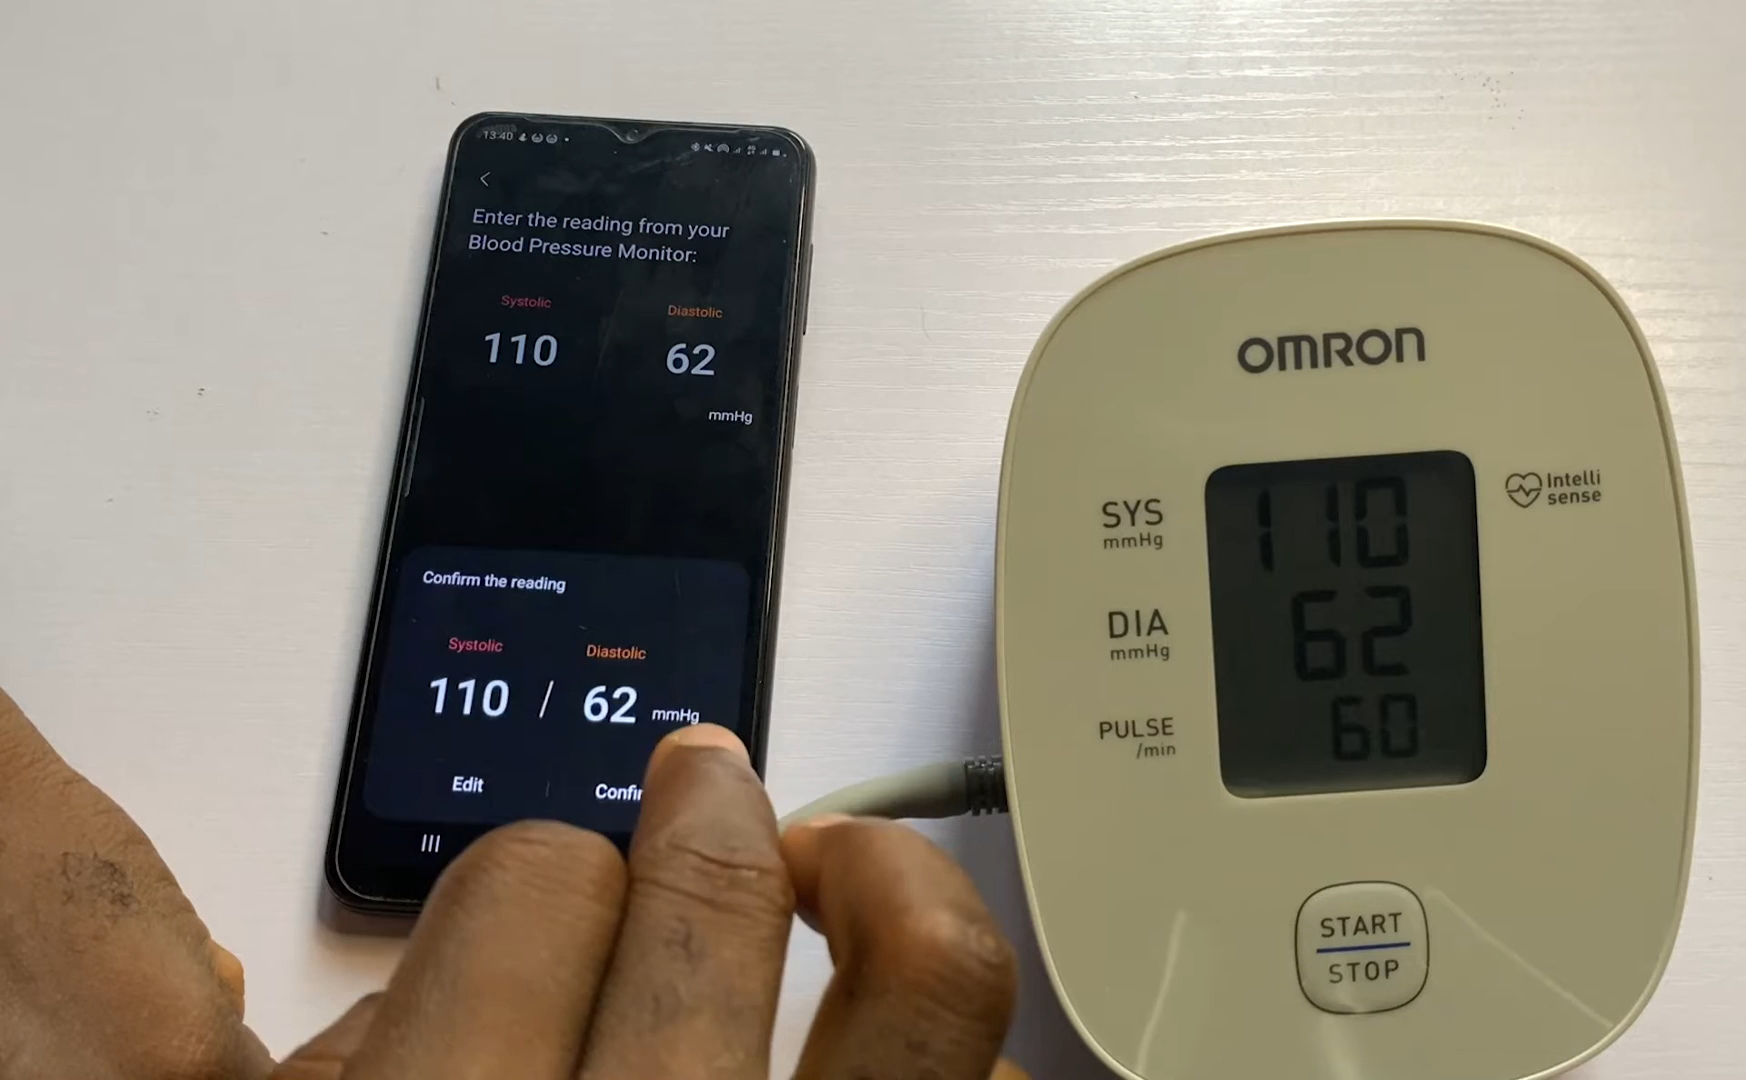 13:40
Enter the reading from your
Blood Pressure Monitor:
Systolic Diastolic
110 62
mmHg
Confirm the reading
Systolic Diastolic
110 / 62 mmHg
Edit Confir
OMRON
Intelli
sense
SYS 110
mmHg
DIA 62
mmHg
PULSE 60
/min
START
STOP